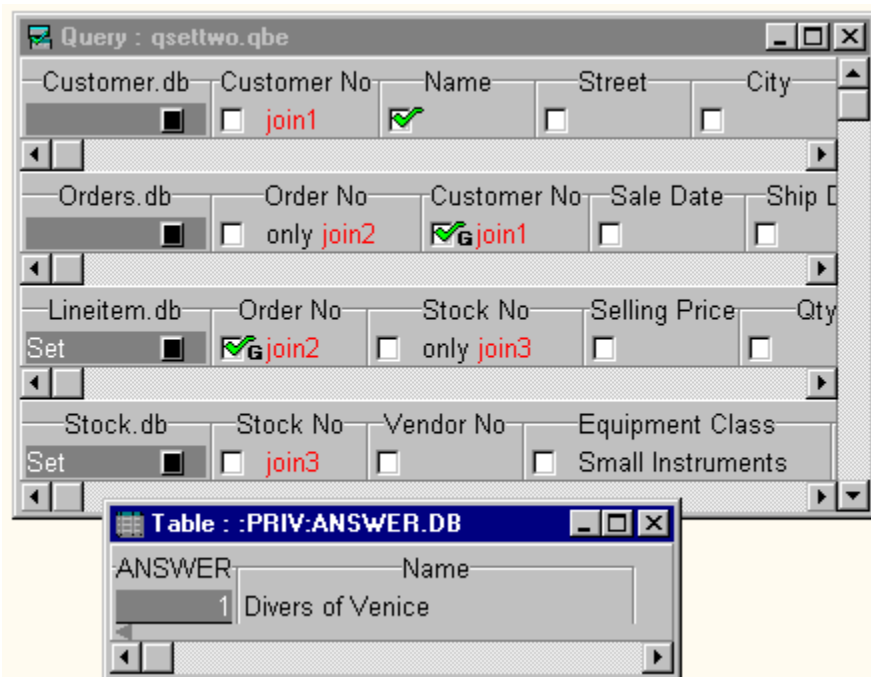 Query : qsettwo.qbe
Customer.db Customer No Name Street City
join1
Orders.db Order No Customer No Sale Date Ship D
only join2 G join1
Lineitem.db Order No Stock No Selling Price Qty
Set G join2 only join3
Stock.db Stock No Vendor No Equipment Class
Set join3 Small Instruments
Table : :PRIV:ANSWER.DB
ANSWER Name
1 Divers of Venice